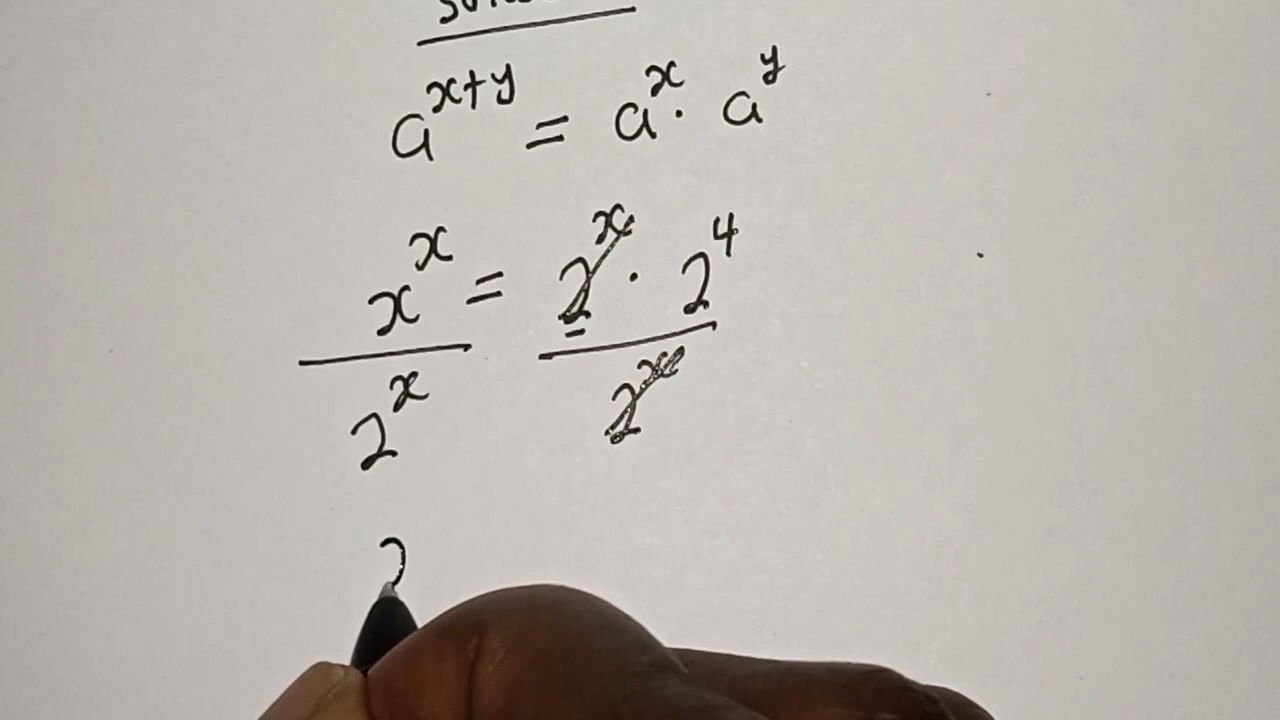 a^{x+y} = a^x · a^y
x^x / 2^x = 2^x · 2^4 / 2^x